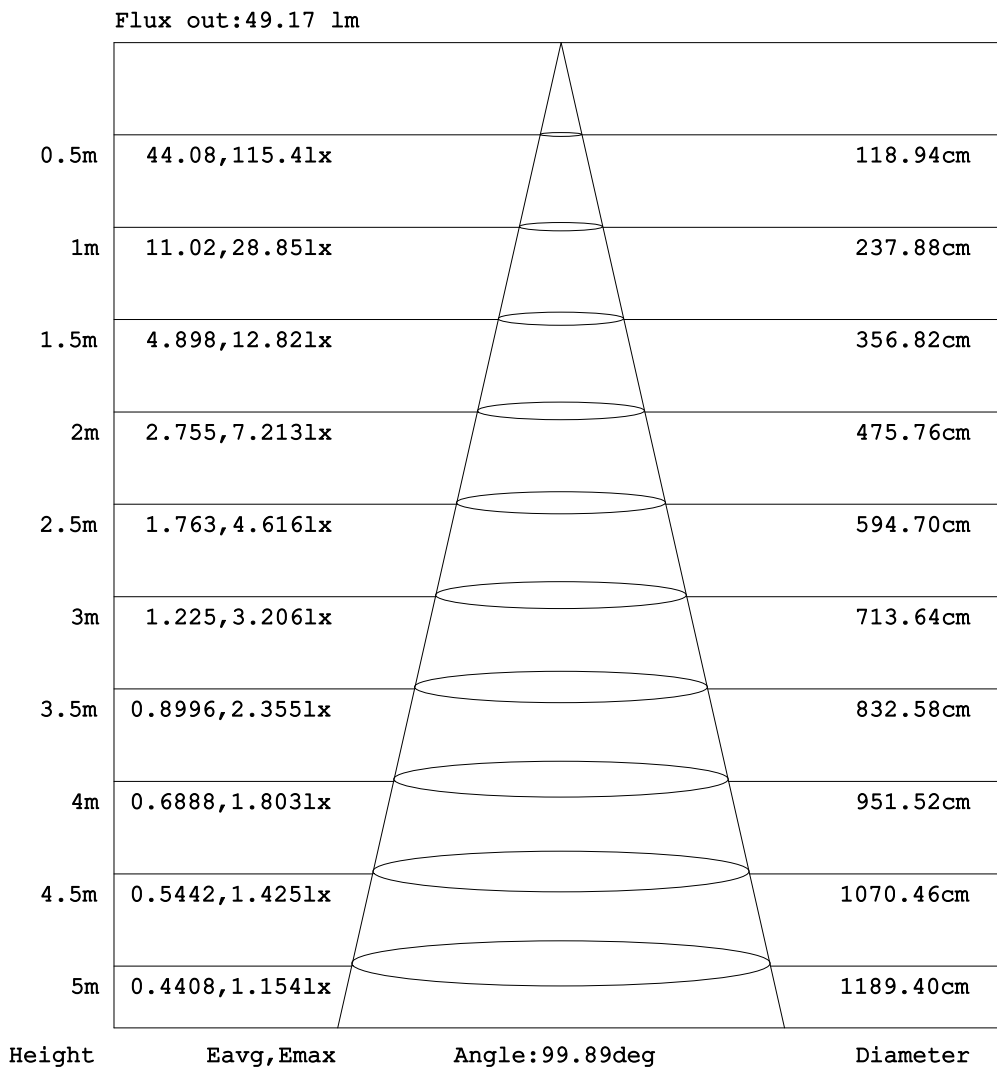 Flux out:49.17 lm
0.5m 44.08,115.4lx 118.94cm
1m 11.02,28.85lx 237.88cm
1.5m 4.898,12.82lx 356.82cm
2m 2.755,7.213lx 475.76cm
2.5m 1.763,4.616lx 594.70cm
3m 1.225,3.206lx 713.64cm
3.5m 0.8996,2.355lx 832.58cm
4m 0.6888,1.803lx 951.52cm
4.5m 0.5442,1.425lx 1070.46cm
5m 0.4408,1.154lx 1189.40cm
Height Eavg,Emax Angle:99.89deg Diameter